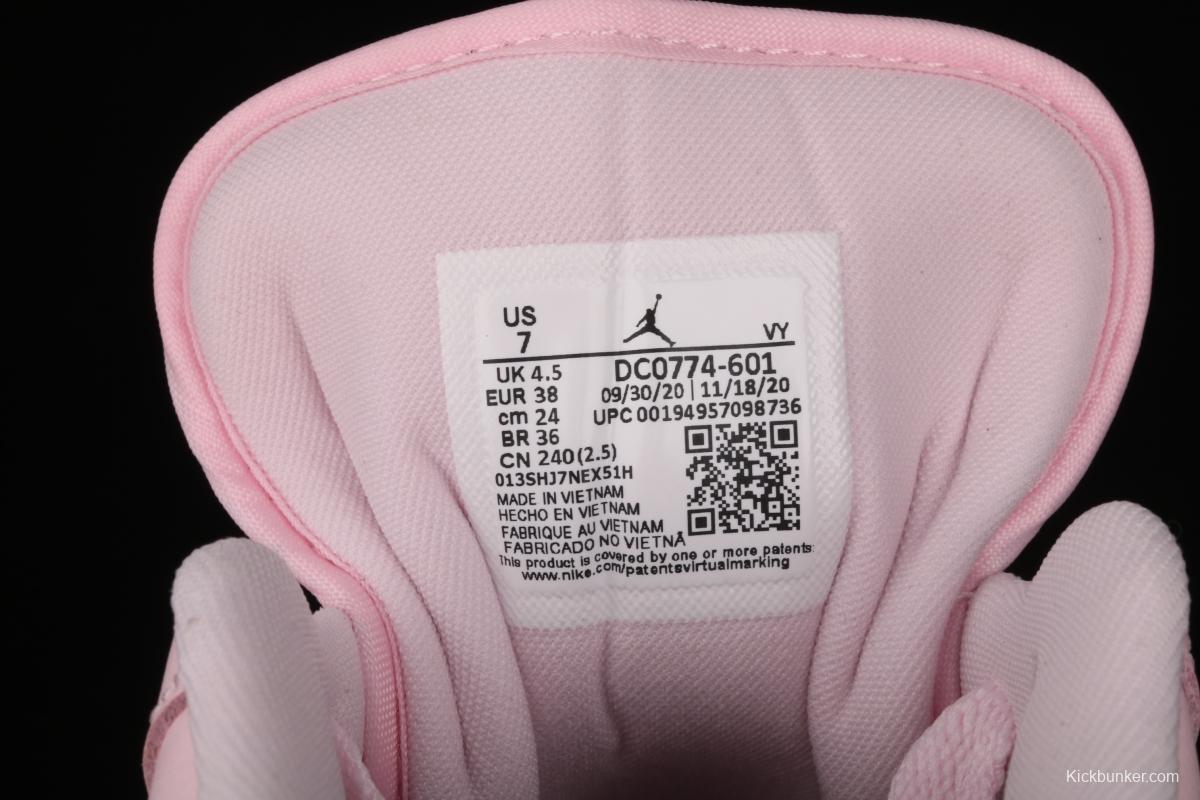 US
7
VY
UK 4.5
EUR 38
cm 24
BR 36
CN 240(2.5)
DC0774-601
09/30/20 | 11/18/20
UPC 00194957098736
013SHJ7NEX51H
MADE IN VIETNAM
HECHO EN VIETNAM
FABRIQUE AU VIETNAM
FABRICADO NO VIETNÃ
This product is covered by one or more patents:
www.nike.com/patentsvirtualmarking
Kickbunker.com